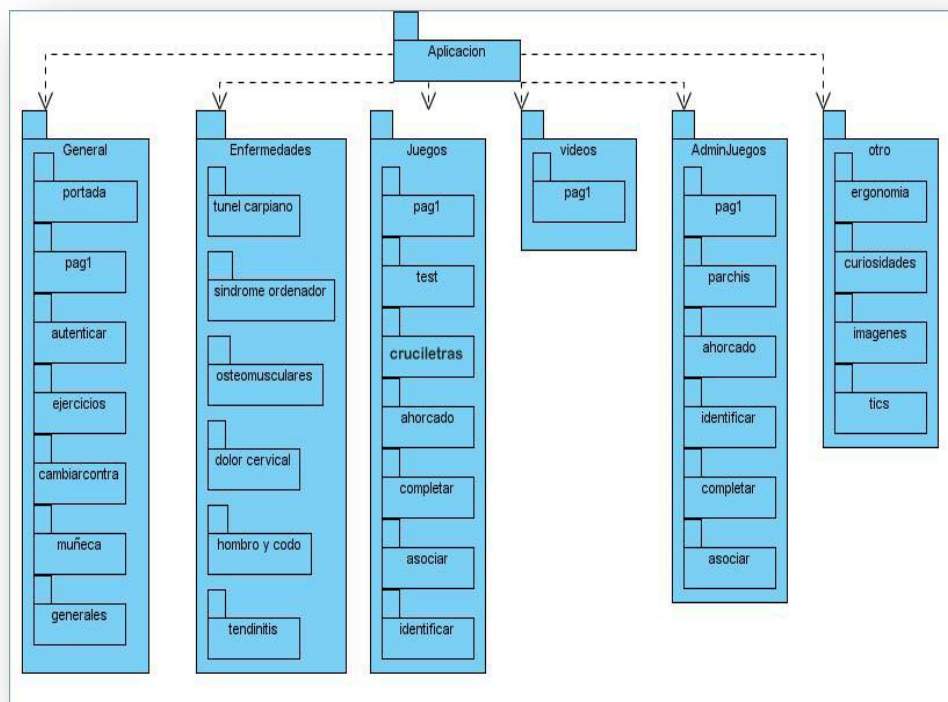 Aplicacion
General
portada
pag1
autenticar
ejercicios
cambiarcontra
muñeca
generales
Enfermedades
tunel carpiano
sindrome ordenador
osteomusculares
dolor cervical
hombro y codo
tendinitis
Juegos
pag1
test
cruciletras
ahorcado
completar
asociar
identificar
videos
pag1
AdminJuegos
pag1
parchis
ahorcado
identificar
completar
asociar
otro
ergonomia
curiosidades
imagenes
tics